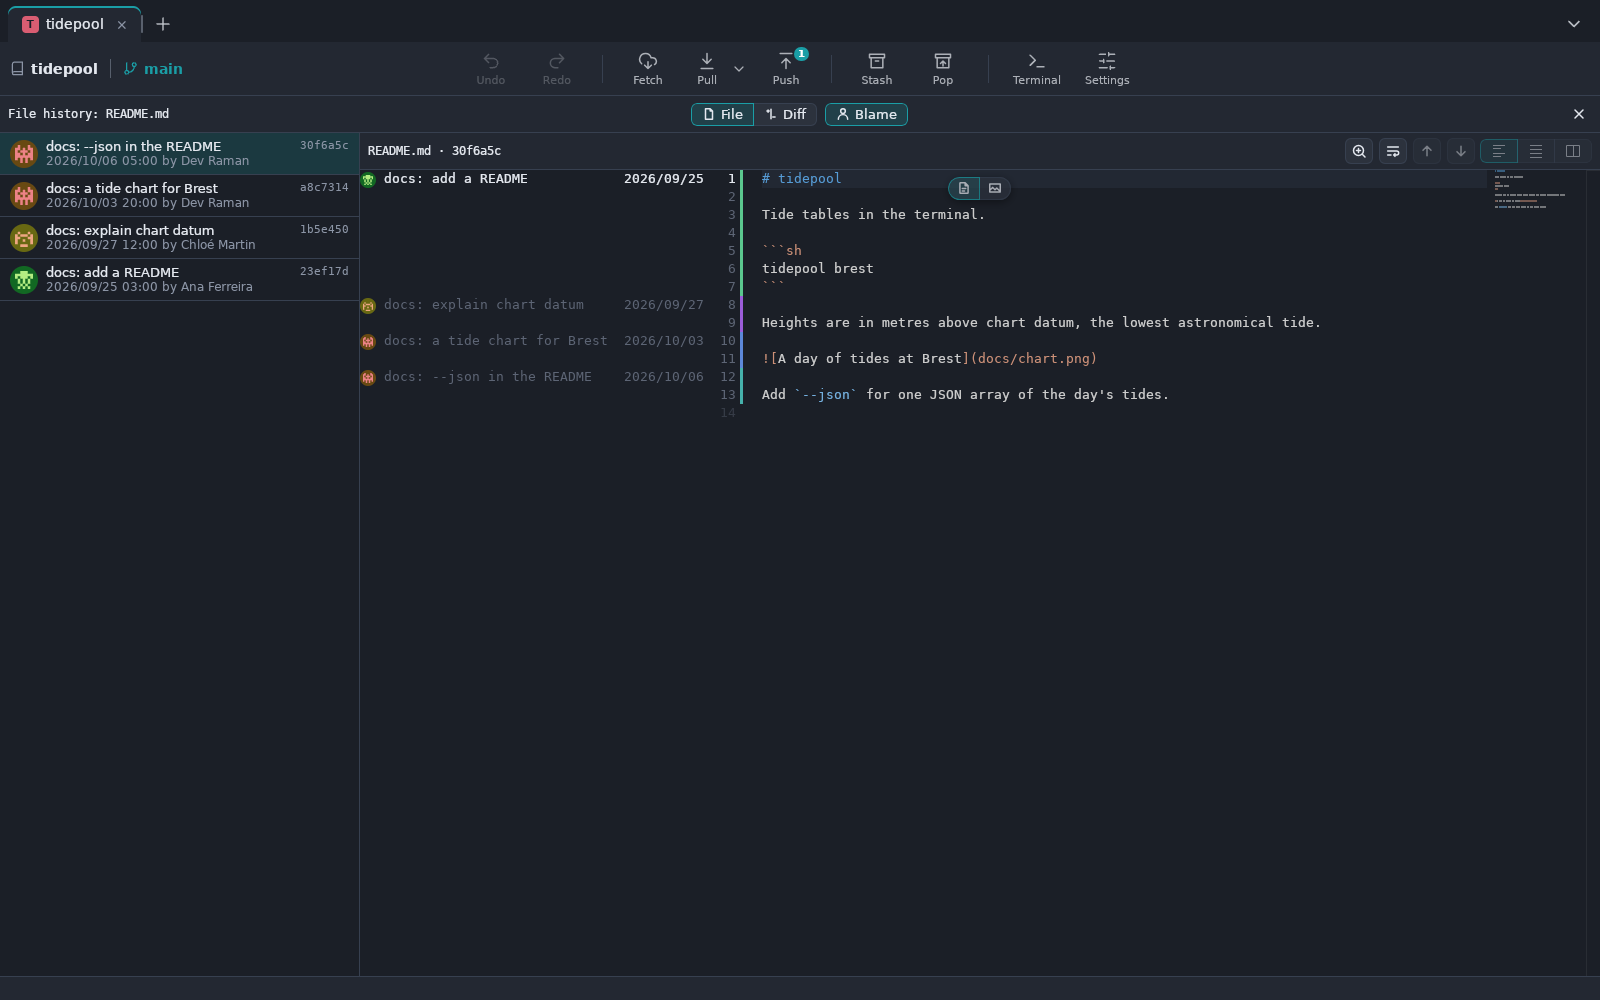 T tidepool
tidepool main
Undo Redo Fetch Pull Push 1 Stash Pop Terminal Settings
File history: README.md
File Diff Blame
docs: --json in the README 30f6a5c
2026/10/06 05:00 by Dev Raman
docs: a tide chart for Brest a8c7314
2026/10/03 20:00 by Dev Raman
docs: explain chart datum 1b5e450
2026/09/27 12:00 by Chloé Martin
docs: add a README 23ef17d
2026/09/25 03:00 by Ana Ferreira
README.md · 30f6a5c
docs: add a README 2026/09/25 1 # tidepool
2
3 Tide tables in the terminal.
4
5 ```sh
6 tidepool brest
7 ```
docs: explain chart datum 2026/09/27 8
9 Heights are in metres above chart datum, the lowest astronomical tide.
docs: a tide chart for Brest 2026/10/03 10
11 ![A day of tides at Brest](docs/chart.png)
docs: --json in the README 2026/10/06 12
13 Add `--json` for one JSON array of the day's tides.
14